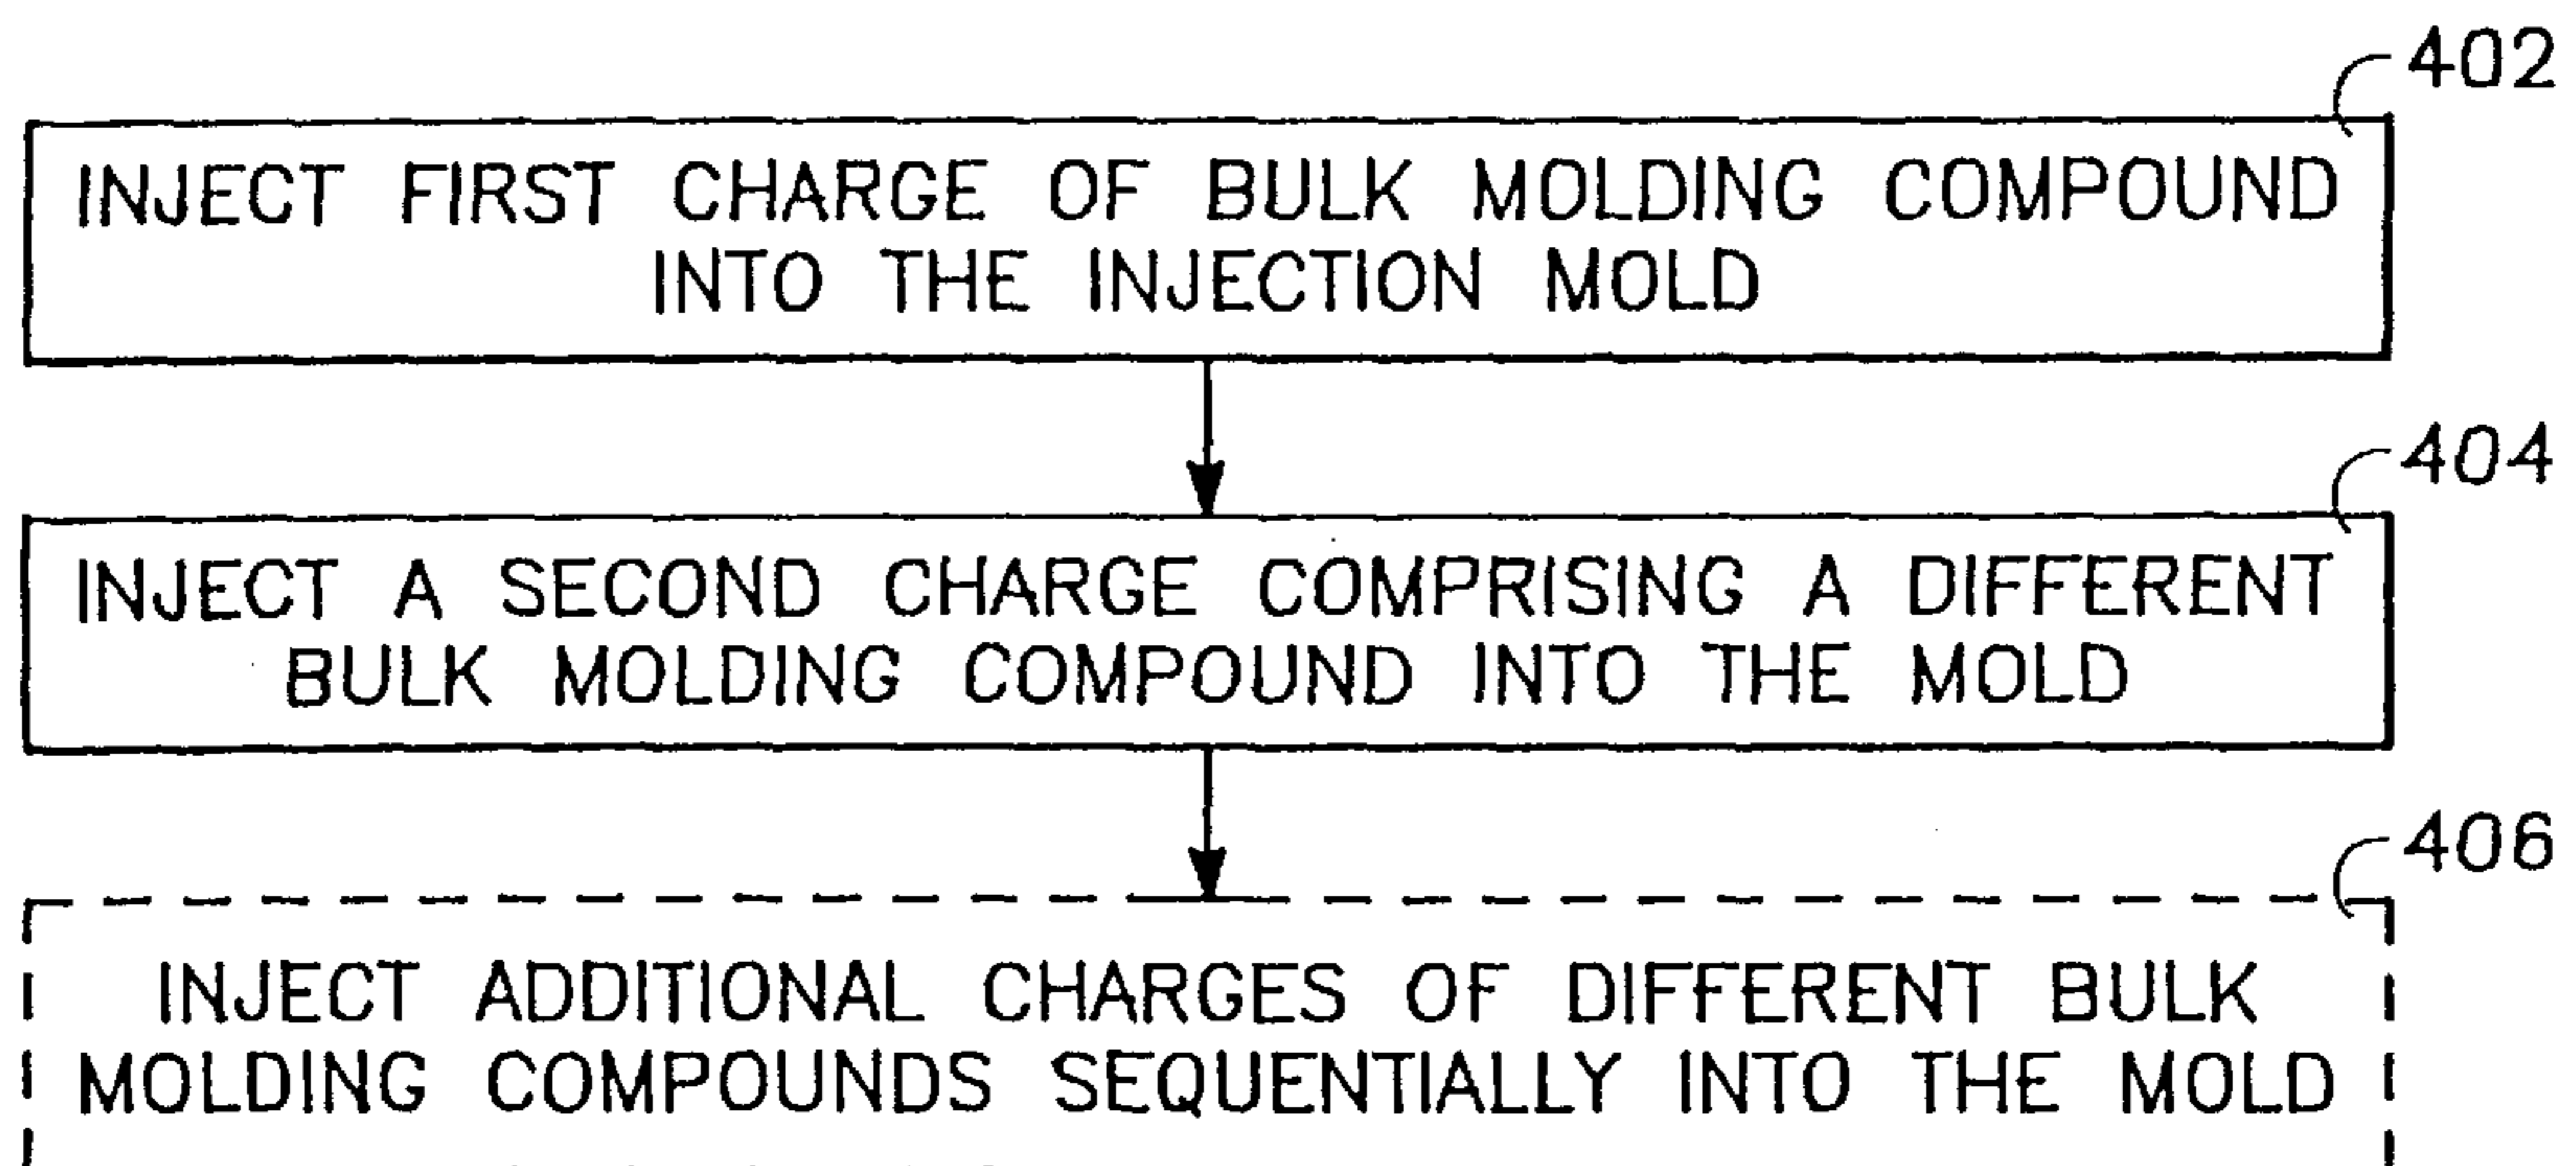 402
INJECT FIRST CHARGE OF BULK MOLDING COMPOUND
INTO THE INJECTION MOLD
404
INJECT A SECOND CHARGE COMPRISING A DIFFERENT
BULK MOLDING COMPOUND INTO THE MOLD
406
INJECT ADDITIONAL CHARGES OF DIFFERENT BULK
MOLDING COMPOUNDS SEQUENTIALLY INTO THE MOLD